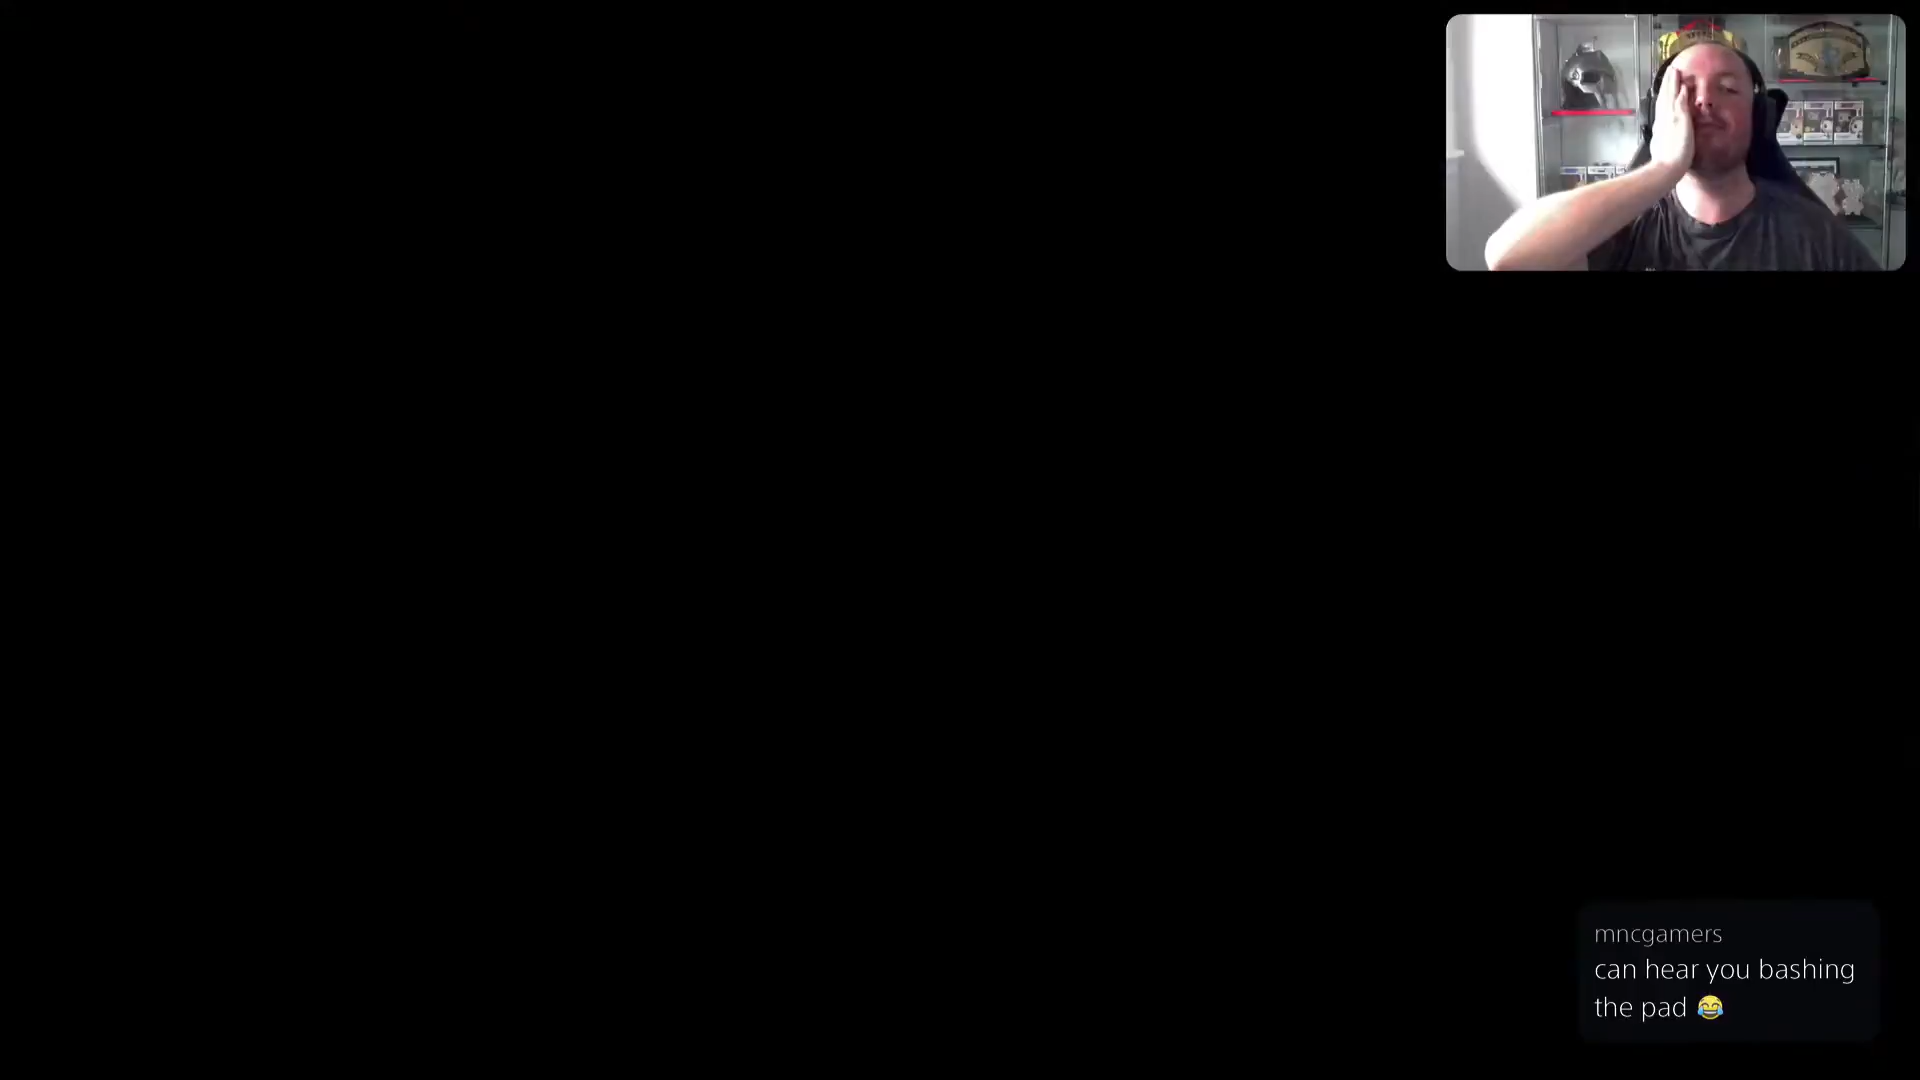 mncgamers
can hear you bashing
the pad 😂